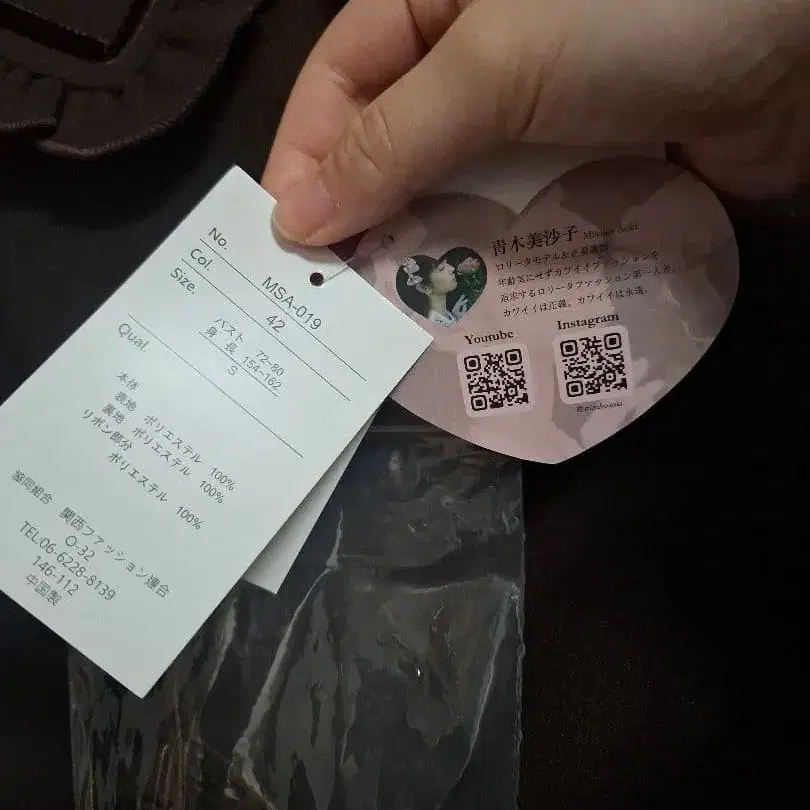 No.
MSA-019
Col.
42
Size.
バスト 72~80
身長 154~162
S
Qual.
本体
表地 ポリエステル 100%
裏地 ポリエステル 100%
リボン部分
ポリエステル 100%
協同組合 関西ファッション連合
O-32
TEL:06-6228-8139
146-112
中国製
青木美沙子 Misako Aoki
ロリータモデル&正看護師
年齢気にせずカワイイファッションを
追求するロリータファッション第一人者。
カワイイは正義。カワイイは永遠。
Youtube
Instagram